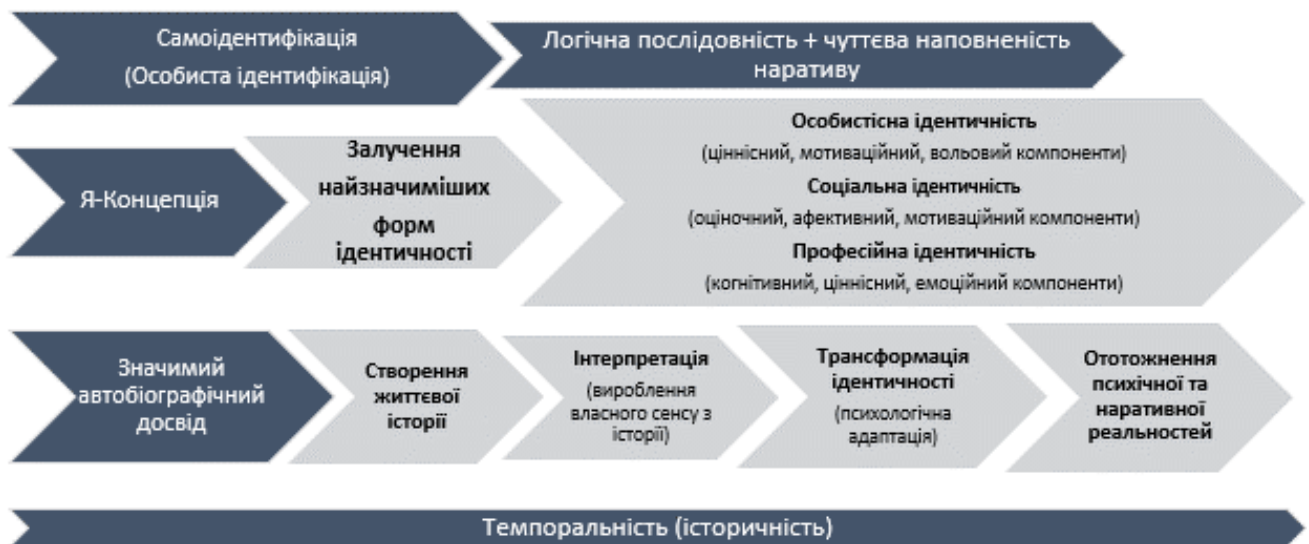 Самоідентифікація
(Особиста ідентифікація)
Логічна послідовність + чуттєва наповненість
наративу
Я-Концепція
Залучення
найзначиміших
форм
ідентичності
Особистісна ідентичність
(ціннісний, мотиваційний, вольовий компоненти)
Соціальна ідентичність
(оціночний, афективний, мотиваційний компоненти)
Професійна ідентичність
(когнітивний, ціннісний, емоційний компоненти)
Значимий
автобіографічний
досвід
Створення
життєвої
історії
Інтерпретація
(вироблення
власного сенсу з
історії)
Трансформація
ідентичності
(психологічна
адаптація)
Ототожнення
психічної та
наративної
реальностей
Темпоральність (історичність)